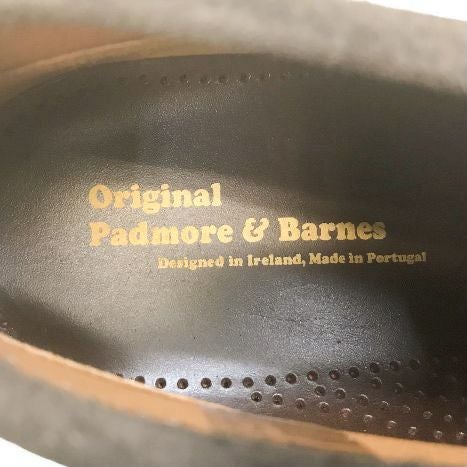 Original
Padmore & Barnes
Designed in Ireland, Made in Portugal